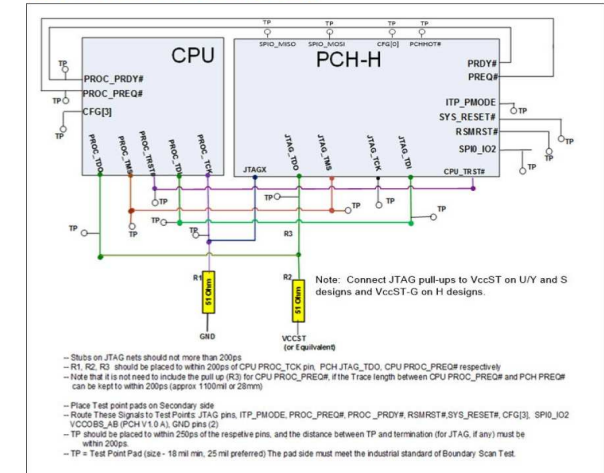 TP TP TP TP
SPIO_MISO SPIO_MOSI CFG[0] PCHHOT#
CPU
PCH-H
TP
PROC_PRDY#
PROC_PREQ#
TP
CFG[3]
TP
PRDY#
PREQ#
ITP_PMODE
TP
SYS_RESET#
TP
RSMRST#
TP
SPI0_IO2
TP
CPU_TRST#
PROC_TDO
PROC_TMS
PROC_TRST#
PROC_TDI
PROC_TCK
JTAGX
JTAG_TDO
JTAG_TMS
JTAG_TCK
JTAG_TDI
TP
TP
TP
TP
TP
TP
TP
TP
TP
TP
R3
R1
51 Ohm
GND
R2
51 Ohm
VCCST
(or Equilvalent)
Note: Connect JTAG pull-ups to VccST on U/Y and S
designs and VccST-G on H designs.
-- Stubs on JTAG nets should not more than 200ps
-- R1, R2, R3 should be placed to within 200ps of CPU PROC_TCK pin, PCH JTAG_TDO, CPU PROC_PREQ# respectively
-- Note that it is not need to include the pull up (R3) for CPU PROC_PREQ#, if the Trace length between CPU PROC_PREQ# and PCH PREQ#
can be kept to within 200ps (approx 1100mil or 28mm)
-- Place Test point pads on Secondary side
-- Route These Signals to Test Points: JTAG pins, ITP_PMODE, PROC_PREQ#, PROC_PRDY#, RSMRST#,SYS_RESET#, CFG[3], SPI0_IO2
VCCOBS_AB (PCH V1.0 A), GND pins (2)
-- TP should be placed to within 250ps of the respetive pins, and the distance between TP and termination (for JTAG, if any) must be
within 200ps.
-- TP = Test Point Pad (size - 18 mil min, 25 mil preferred) The pad side must meet the industrial standard of Boundary Scan Test.